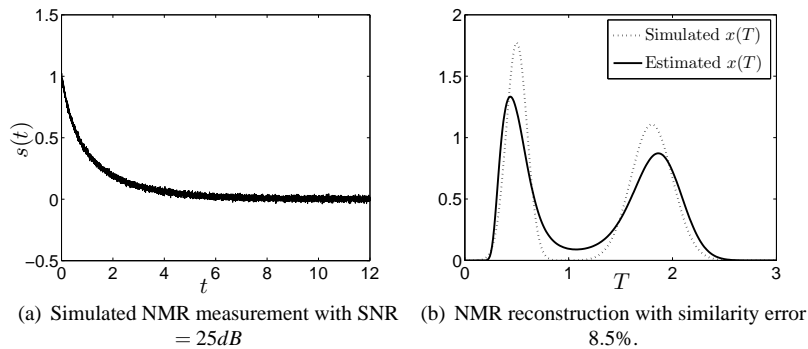 1.5
1
0.5
0
−0.5
s(t)
0 2 4 6 8 10 12
t
(a) Simulated NMR measurement with SNR
= 25dB
2
1.5
1
0.5
0
Simulated x(T)
Estimated x(T)
0 1 2 3
T
(b) NMR reconstruction with similarity error
8.5%.